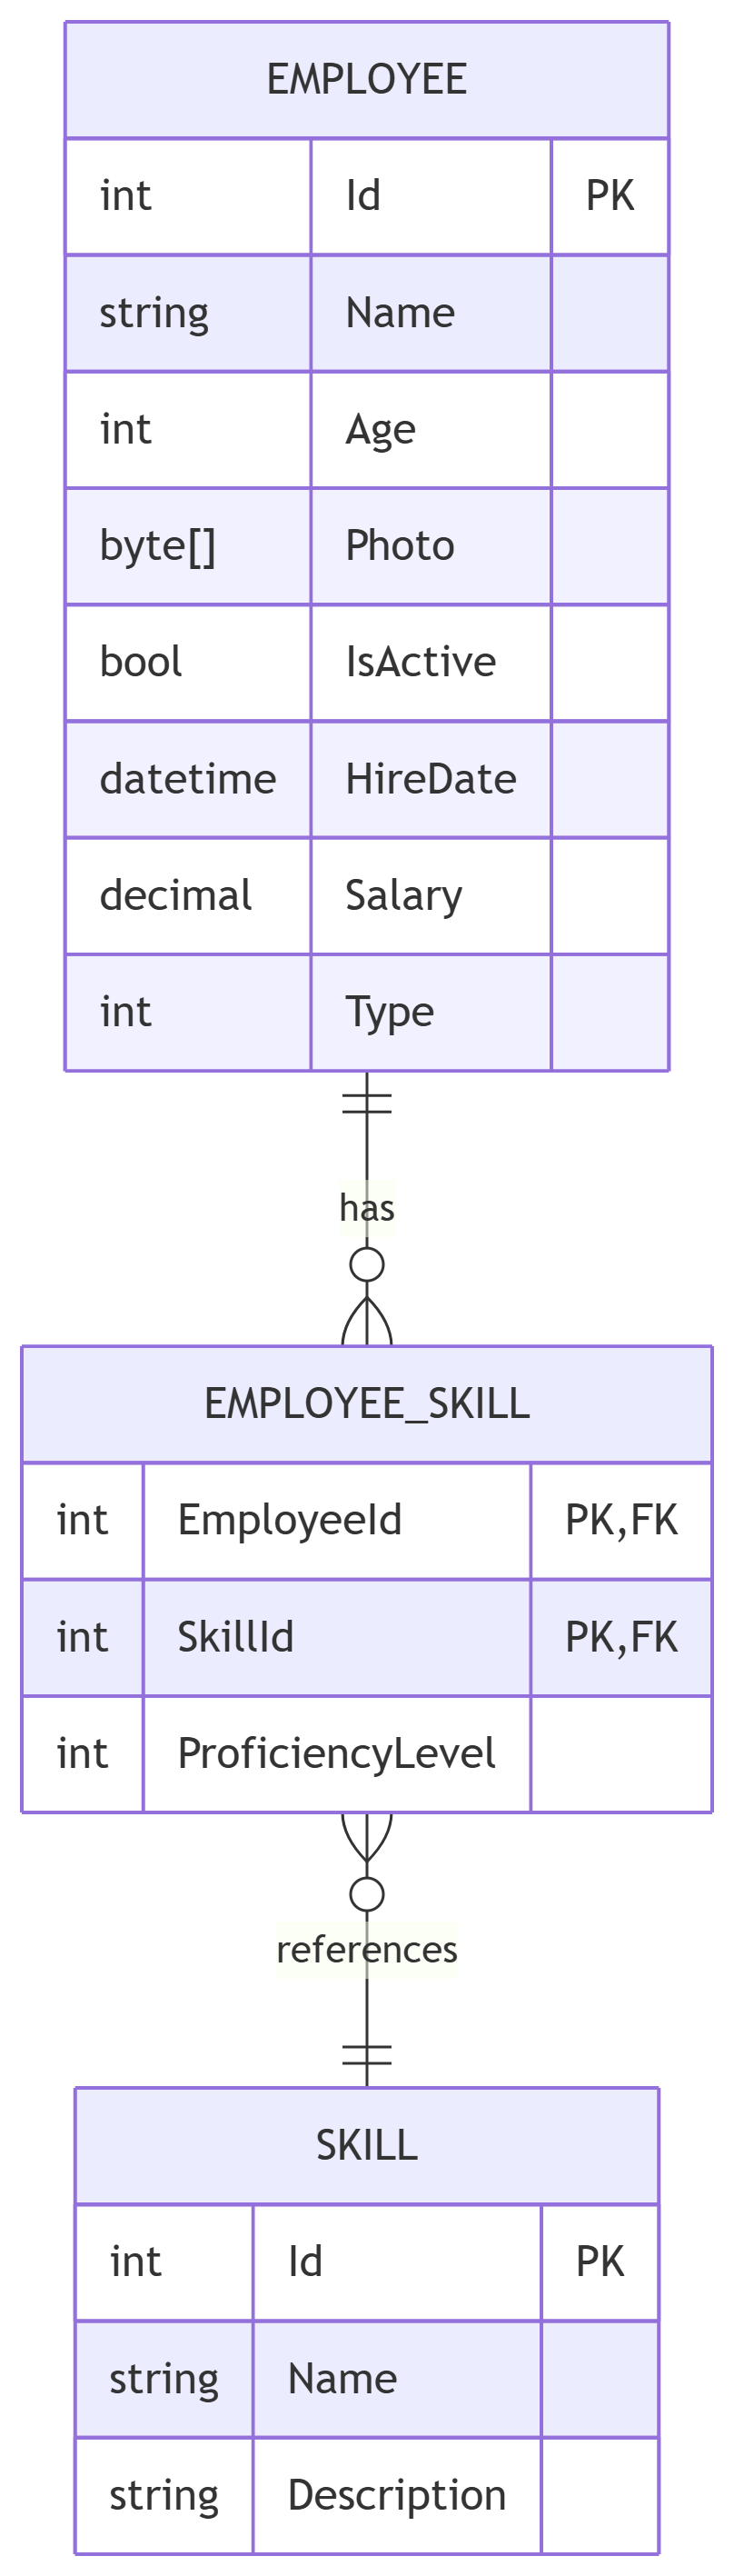 EMPLOYEE
int Id PK
string Name
int Age
byte[] Photo
bool IsActive
datetime HireDate
decimal Salary
int Type
has
EMPLOYEE_SKILL
int EmployeeId PK,FK
int SkillId PK,FK
int ProficiencyLevel
references
SKILL
int Id PK
string Name
string Description